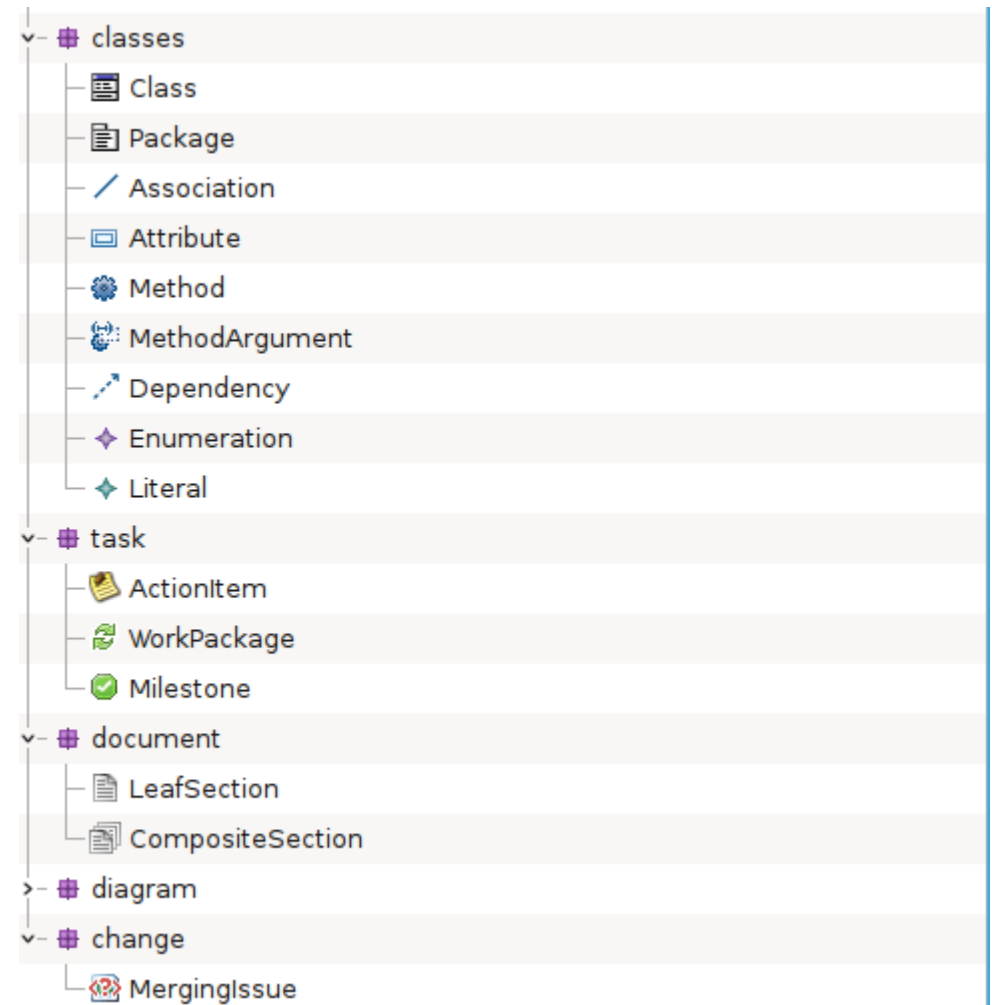 classes
Class
Package
Association
Attribute
Method
MethodArgument
Dependency
Enumeration
Literal
task
ActionItem
WorkPackage
Milestone
document
LeafSection
CompositeSection
diagram
change
MergingIssue